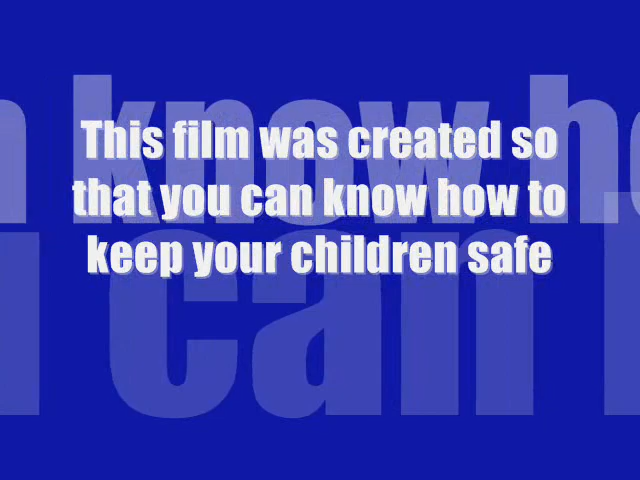 This film was created so
that you can know how to
keep your children safe